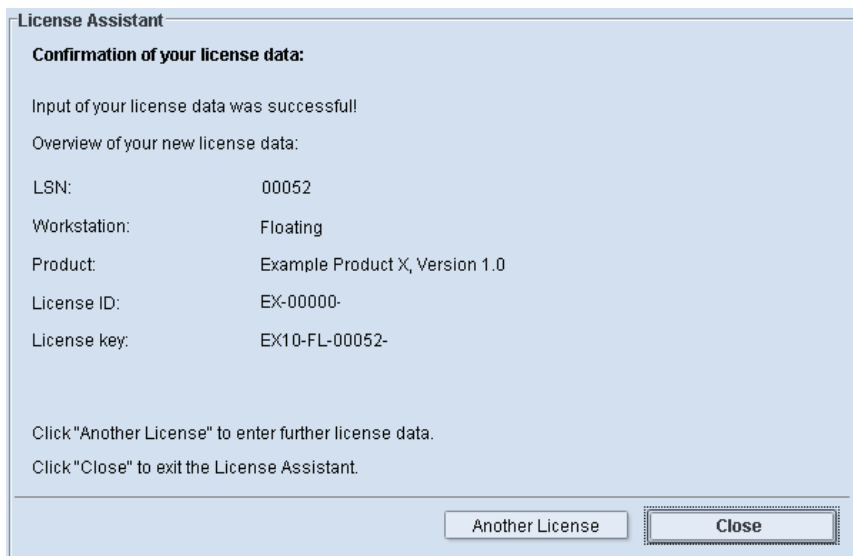 License Assistant
Confirmation of your license data:
Input of your license data was successful!
Overview of your new license data:
LSN: 00052
Workstation: Floating
Product: Example Product X, Version 1.0
License ID: EX-00000-
License key: EX10-FL-00052-
Click "Another License" to enter further license data.
Click "Close" to exit the License Assistant.
Another License Close